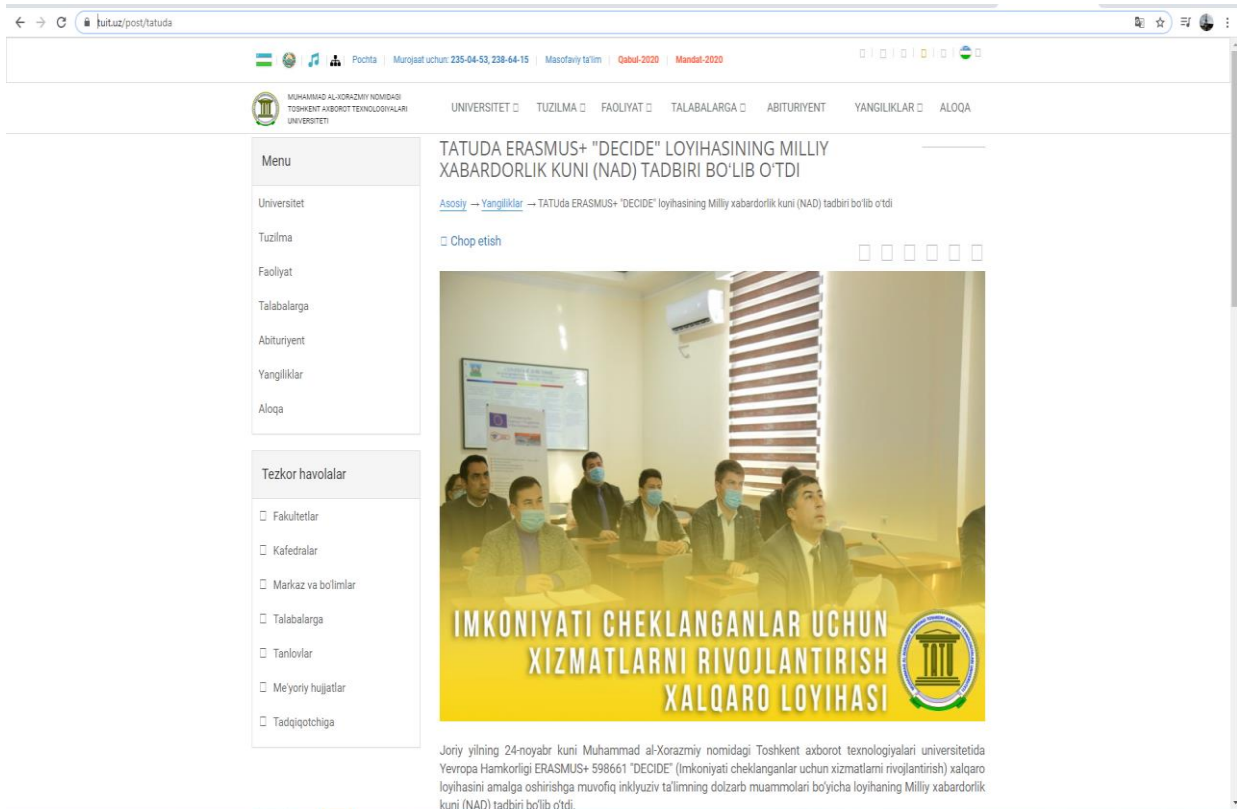 tuit.uz/post/tatuda
Pochta | Murojaat uchun: 235-04-53, 238-64-15 | Masofaviy ta'lim | Qabul-2020 | Mandat-2020
MUHAMMAD AL-XORAZMIY NOMIDAGI
TOSHKENT AXBOROT TEXNOLOGIYALARI
UNIVERSITETI
UNIVERSITET TUZILMA FAOLIYAT TALABALARGA ABITURIYENT YANGILIKLAR ALOQA
Menu
Universitet
Tuzilma
Faoliyat
Talabalarga
Abituriyent
Yangiliklar
Aloqa
Tezkor havolalar
Fakultetlar
Kafedralar
Markaz va bo'limlar
Talabalarga
Tanlovlar
Me'yoriy hujjatlar
Tadqiqotchiga
TATUDA ERASMUS+ "DECIDE" LOYIHASINING MILLIY
XABARDORLIK KUNI (NAD) TADBIRI BO‘LIB O‘TDI
Asosiy → Yangiliklar → TATUda ERASMUS+ "DECIDE" loyihasining Milliy xabardorlik kuni (NAD) tadbiri bo‘lib o‘tdi
Chop etish
IMKONIYATI CHEKLANGANLAR UCHUN
XIZMATLARNI RIVOJLANTIRISH
XALQARO LOYIHASI
TATU
Joriy yilning 24-noyabr kuni Muhammad al-Xorazmiy nomidagi Toshkent axborot texnologiyalari universitetida
Yevropa Hamkorligi ERASMUS+ 598661 "DECIDE" (Imkoniyati cheklanganlar uchun xizmatlarni rivojlantirish) xalqaro
loyihasini amalga oshirishga muvofiq inklyuziv ta'limning dolzarb muammolari bo‘yicha loyihaning Milliy xabardorlik
kuni (NAD) tadbiri bo‘lib o‘tdi.